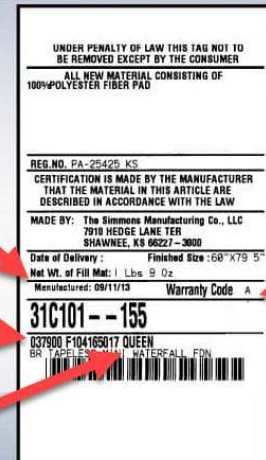 UNDER PENALTY OF LAW THIS TAG NOT TO
BE REMOVED EXCEPT BY THE CONSUMER
ALL NEW MATERIAL CONSISTING OF
100%POLYESTER FIBER PAD
REG.NO. PA-25425 KS
CERTIFICATION IS MADE BY THE MANUFACTURER
THAT THE MATERIAL IN THIS ARTICLE ARE
DESCRIBED IN ACCORDANCE WITH THE LAW
MADE BY: The Simmons Manufacturing Co., LLC
7910 HEDGE LANE TER
SHAWNEE, KS 66227-3000
Date of Delivery : Finished Size :60"X79 5"
Net Wt. of Fill Mat: 1 Lbs 9 Oz
Manufactured: 09/11/13 Warranty Code A
31C101--155
037900 F104165017 QUEEN
BR TAPELESS MINI WATERFALL FDN